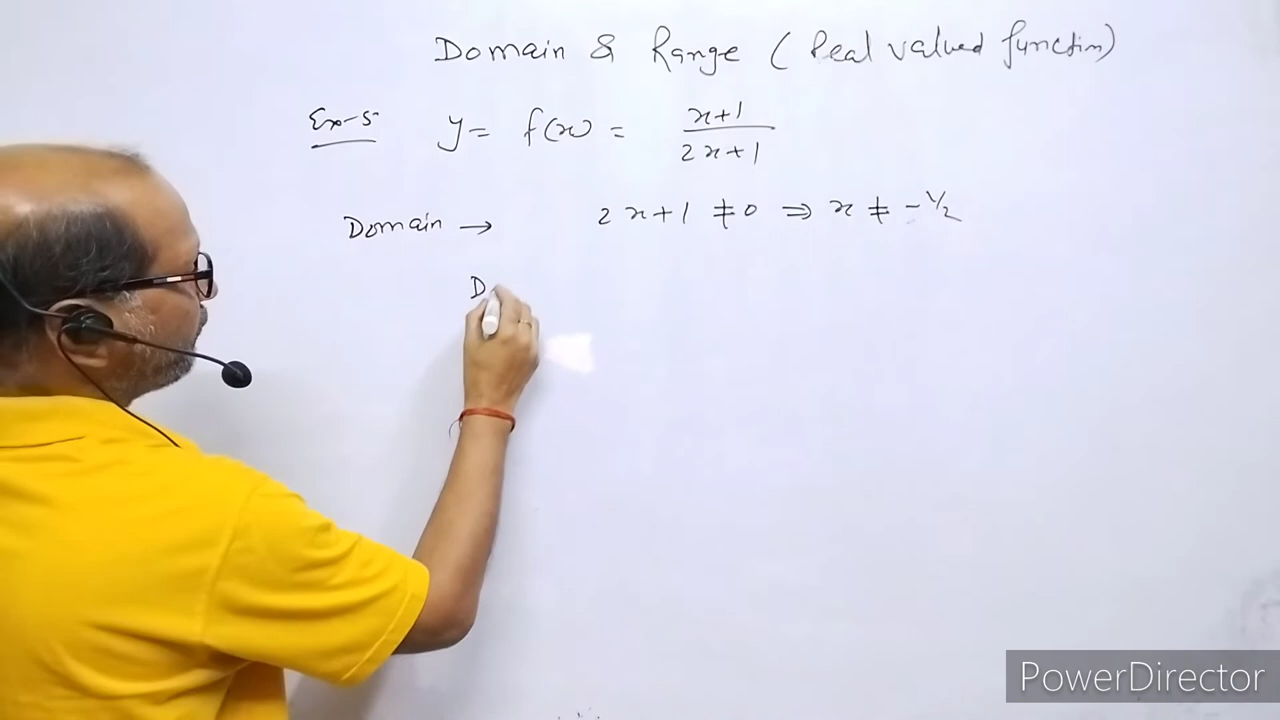 Domain & Range (Real valued function)
Ex-5 y = f(x) = x+1 / 2x+1
Domain → 2x+1 ≠ 0 ⇒ x ≠ -1/2
D
PowerDirector